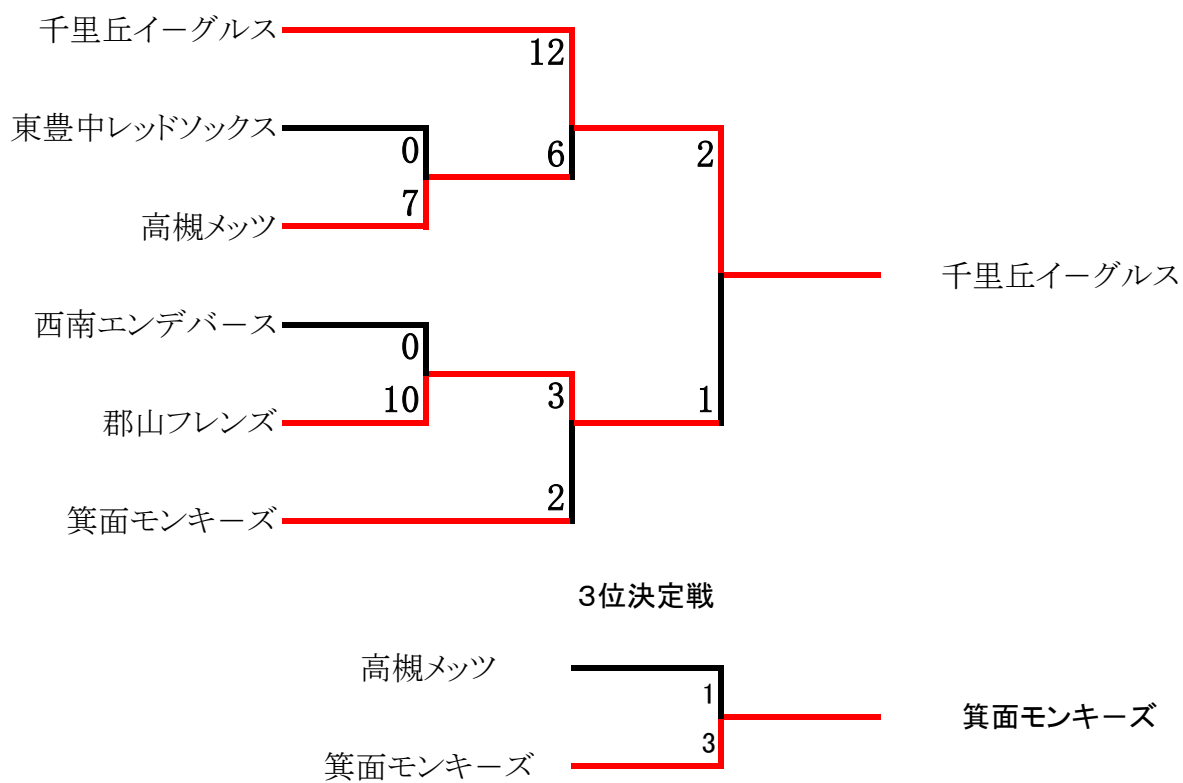 千里丘イーグルス
12
東豊中レッドソックス
0
6
2
7
高槻メッツ
千里丘イーグルス
西南エンデバース
0
10
3
1
郡山フレンズ
2
箕面モンキーズ
3位決定戦
高槻メッツ
1
箕面モンキーズ
3
箕面モンキーズ